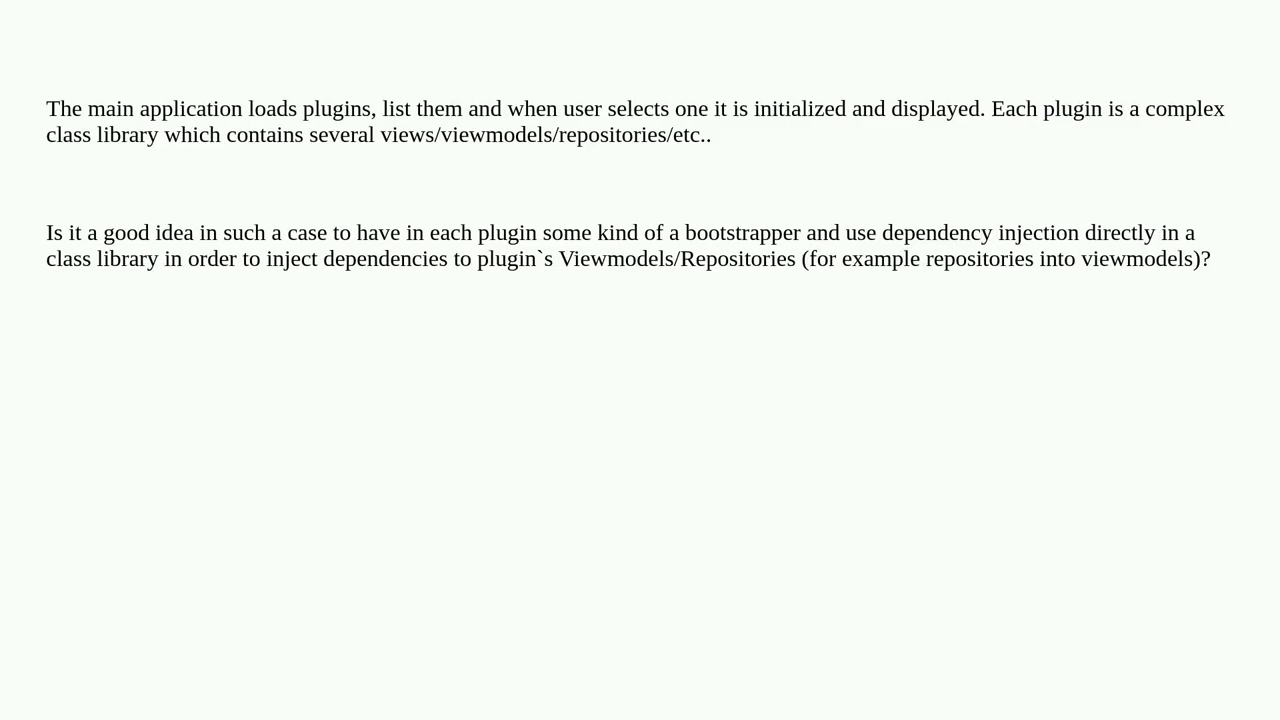 The main application loads plugins, list them and when user selects one it is initialized and displayed. Each plugin is a complex
class library which contains several views/viewmodels/repositories/etc..
Is it a good idea in such a case to have in each plugin some kind of a bootstrapper and use dependency injection directly in a
class library in order to inject dependencies to plugin`s Viewmodels/Repositories (for example repositories into viewmodels)?